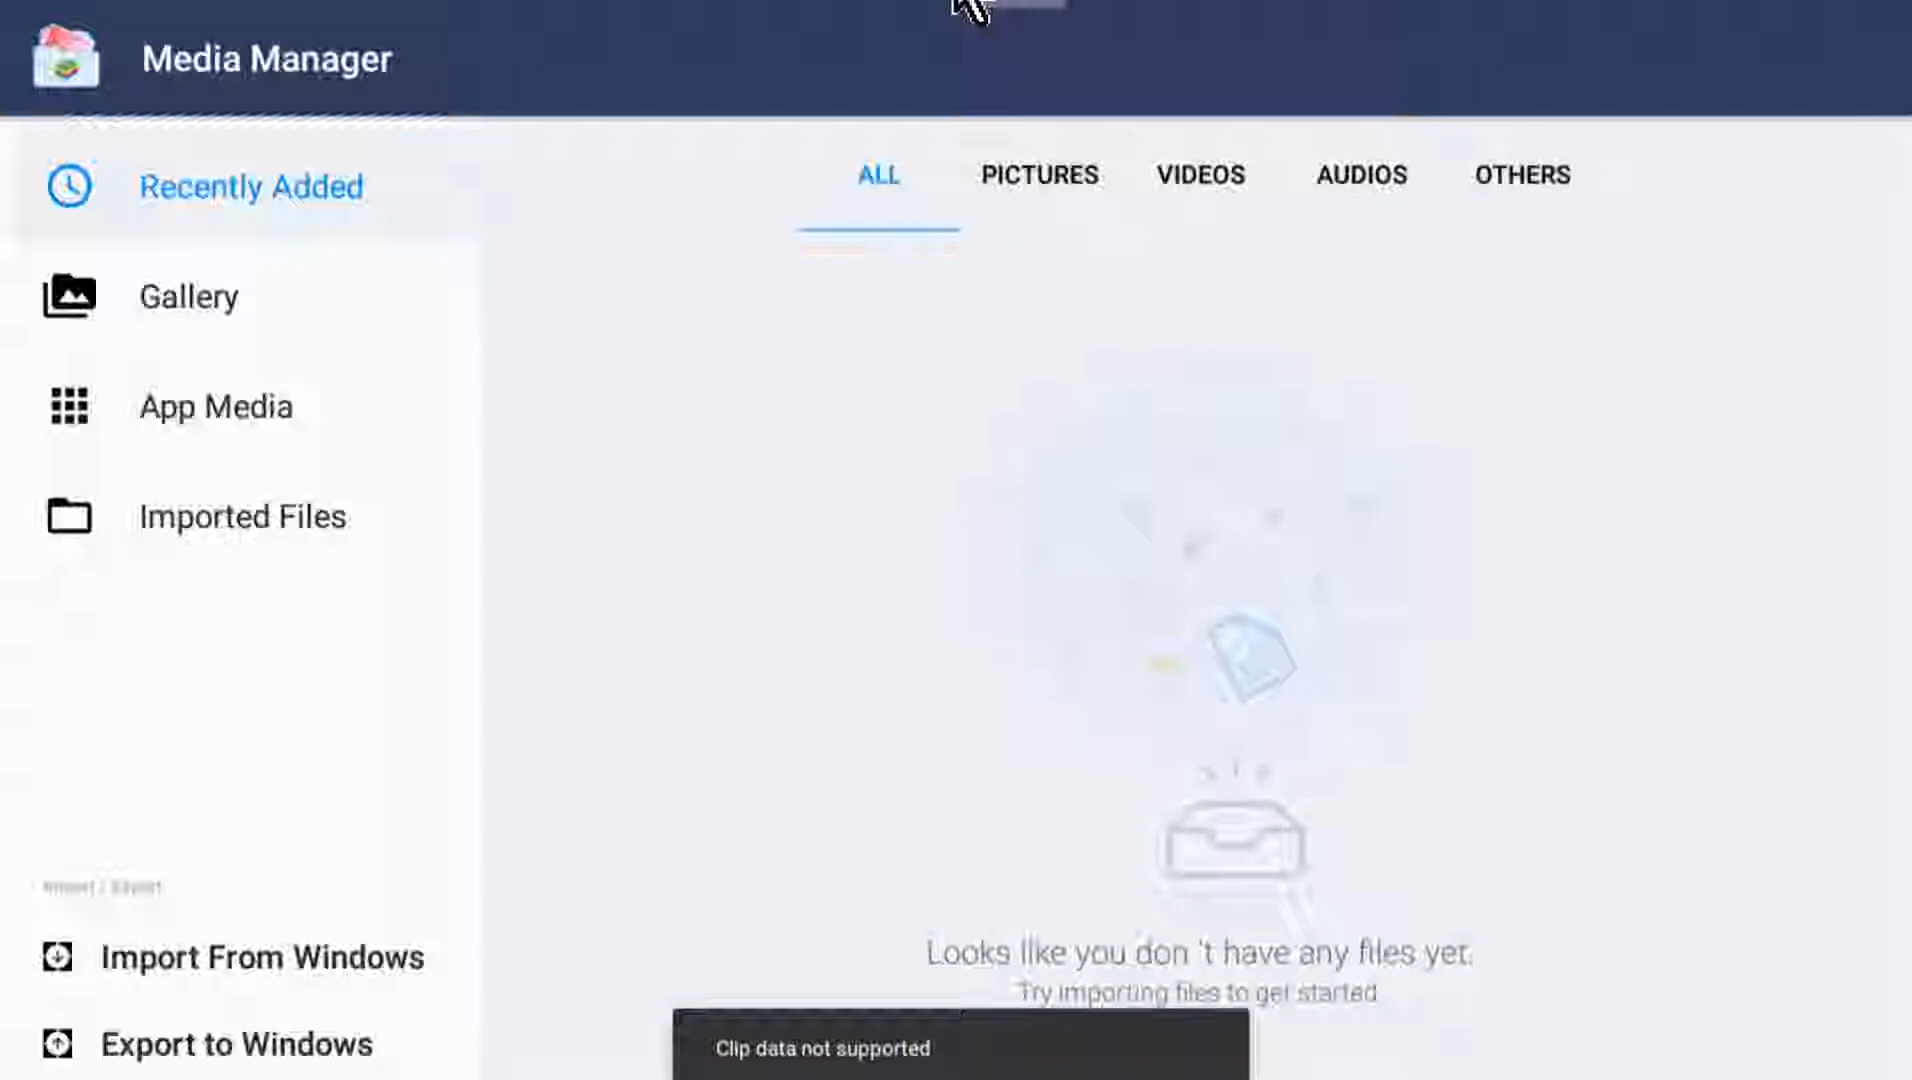 Media Manager
Recently Added
ALL
PICTURES
VIDEOS
AUDIOS
OTHERS
Gallery
App Media
Imported Files
Import / Export
Import From Windows
Export to Windows
Looks like you don 't have any files yet.
Try importing files to get started
Clip data not supported